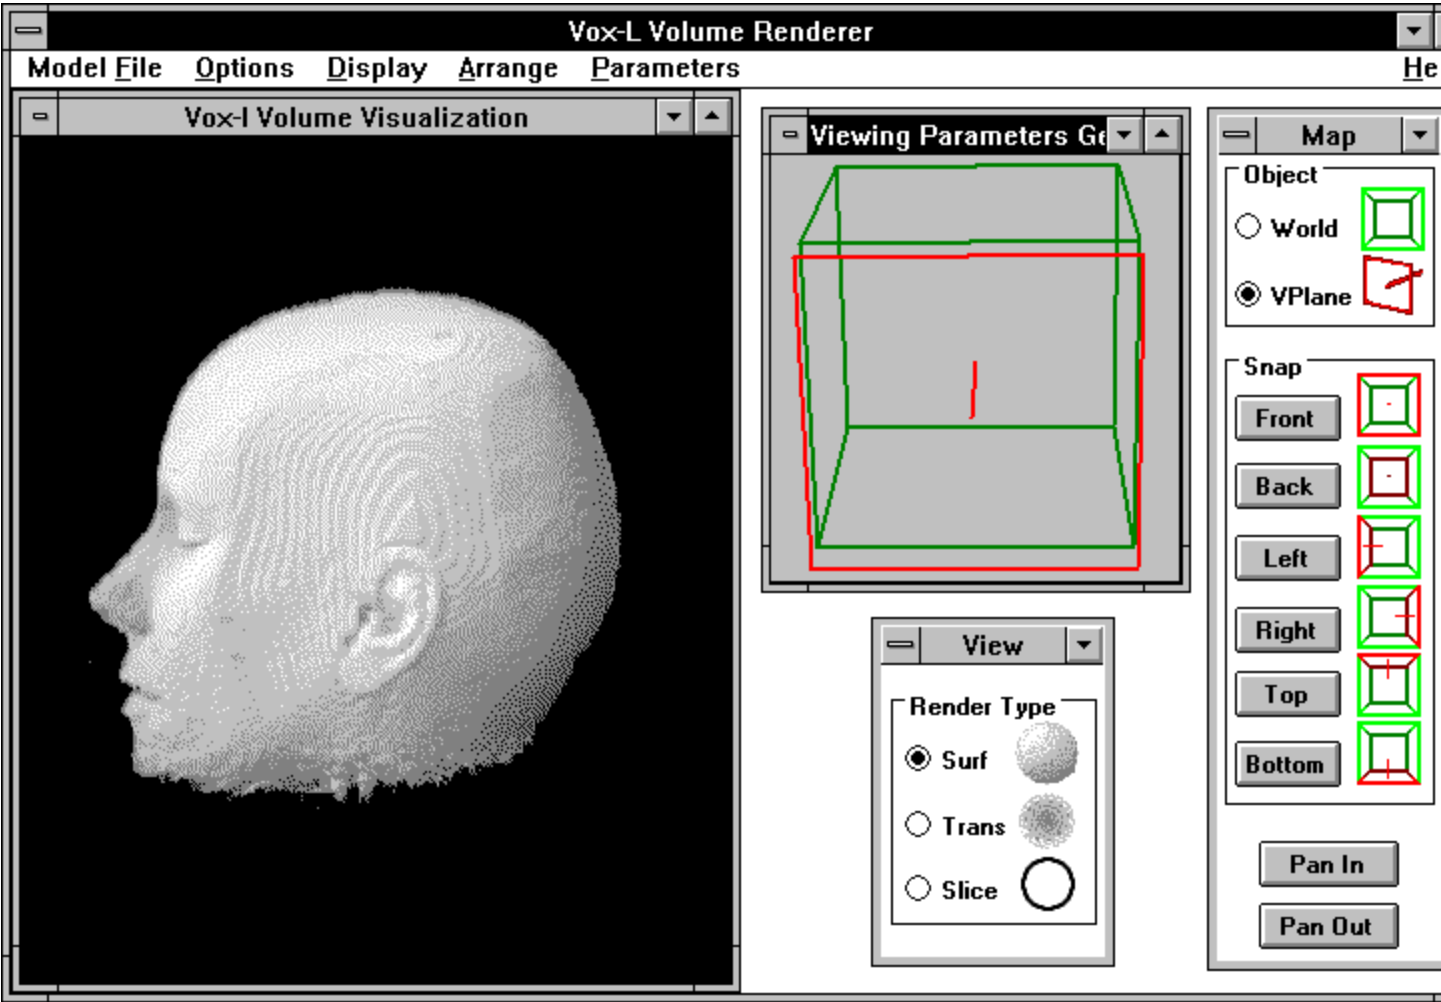 Vox-L Volume Renderer
Model File Options Display Arrange Parameters He
Vox-l Volume Visualization
Viewing Parameters Ge
Map
Object
World
VPlane
Snap
Front
Back
Left
Right
Top
Bottom
Pan In
Pan Out
View
Render Type
Surf
Trans
Slice